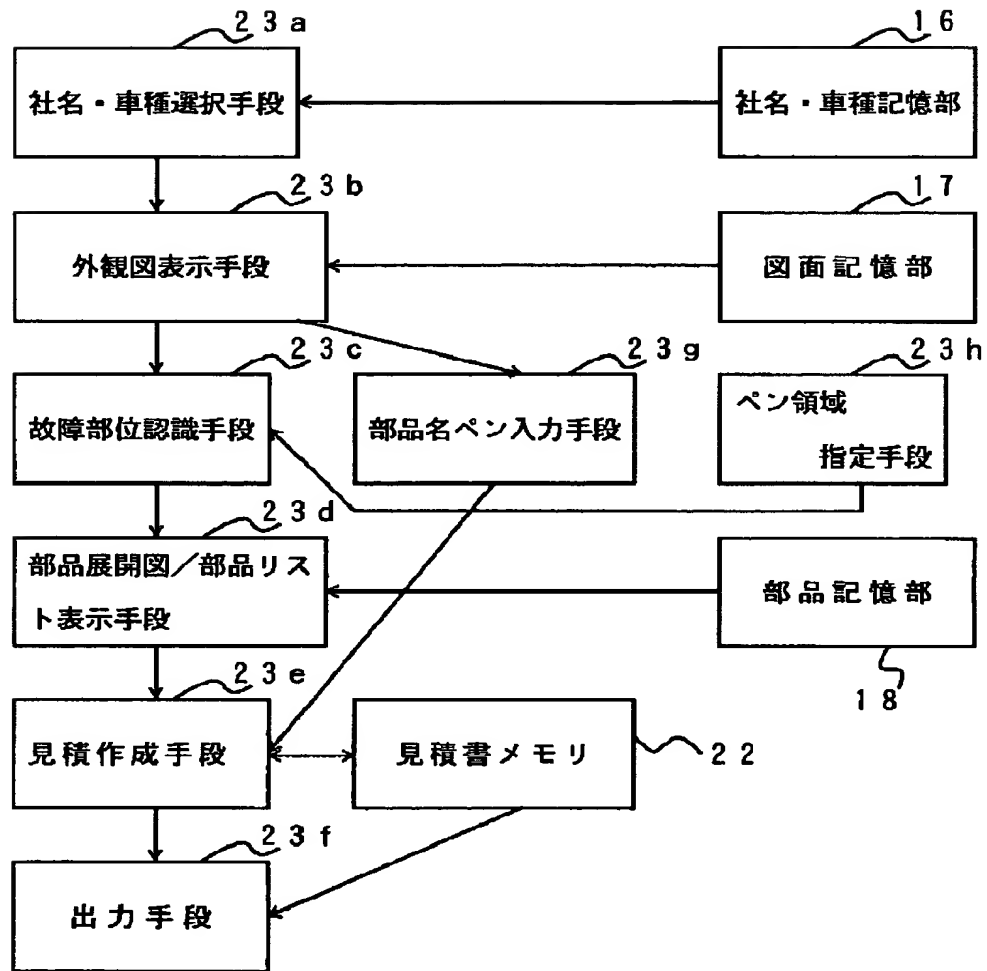 23a
16
社名・車種選択手段
社名・車種記憶部
23b
17
外観図表示手段
図面記憶部
23c
23g
23h
故障部位認識手段
部品名ペン入力手段
ペン領域
指定手段
23d
部品展開図／部品リス
ト表示手段
部品記憶部
18
23e
見積作成手段
見積書メモリ
22
23f
出力手段